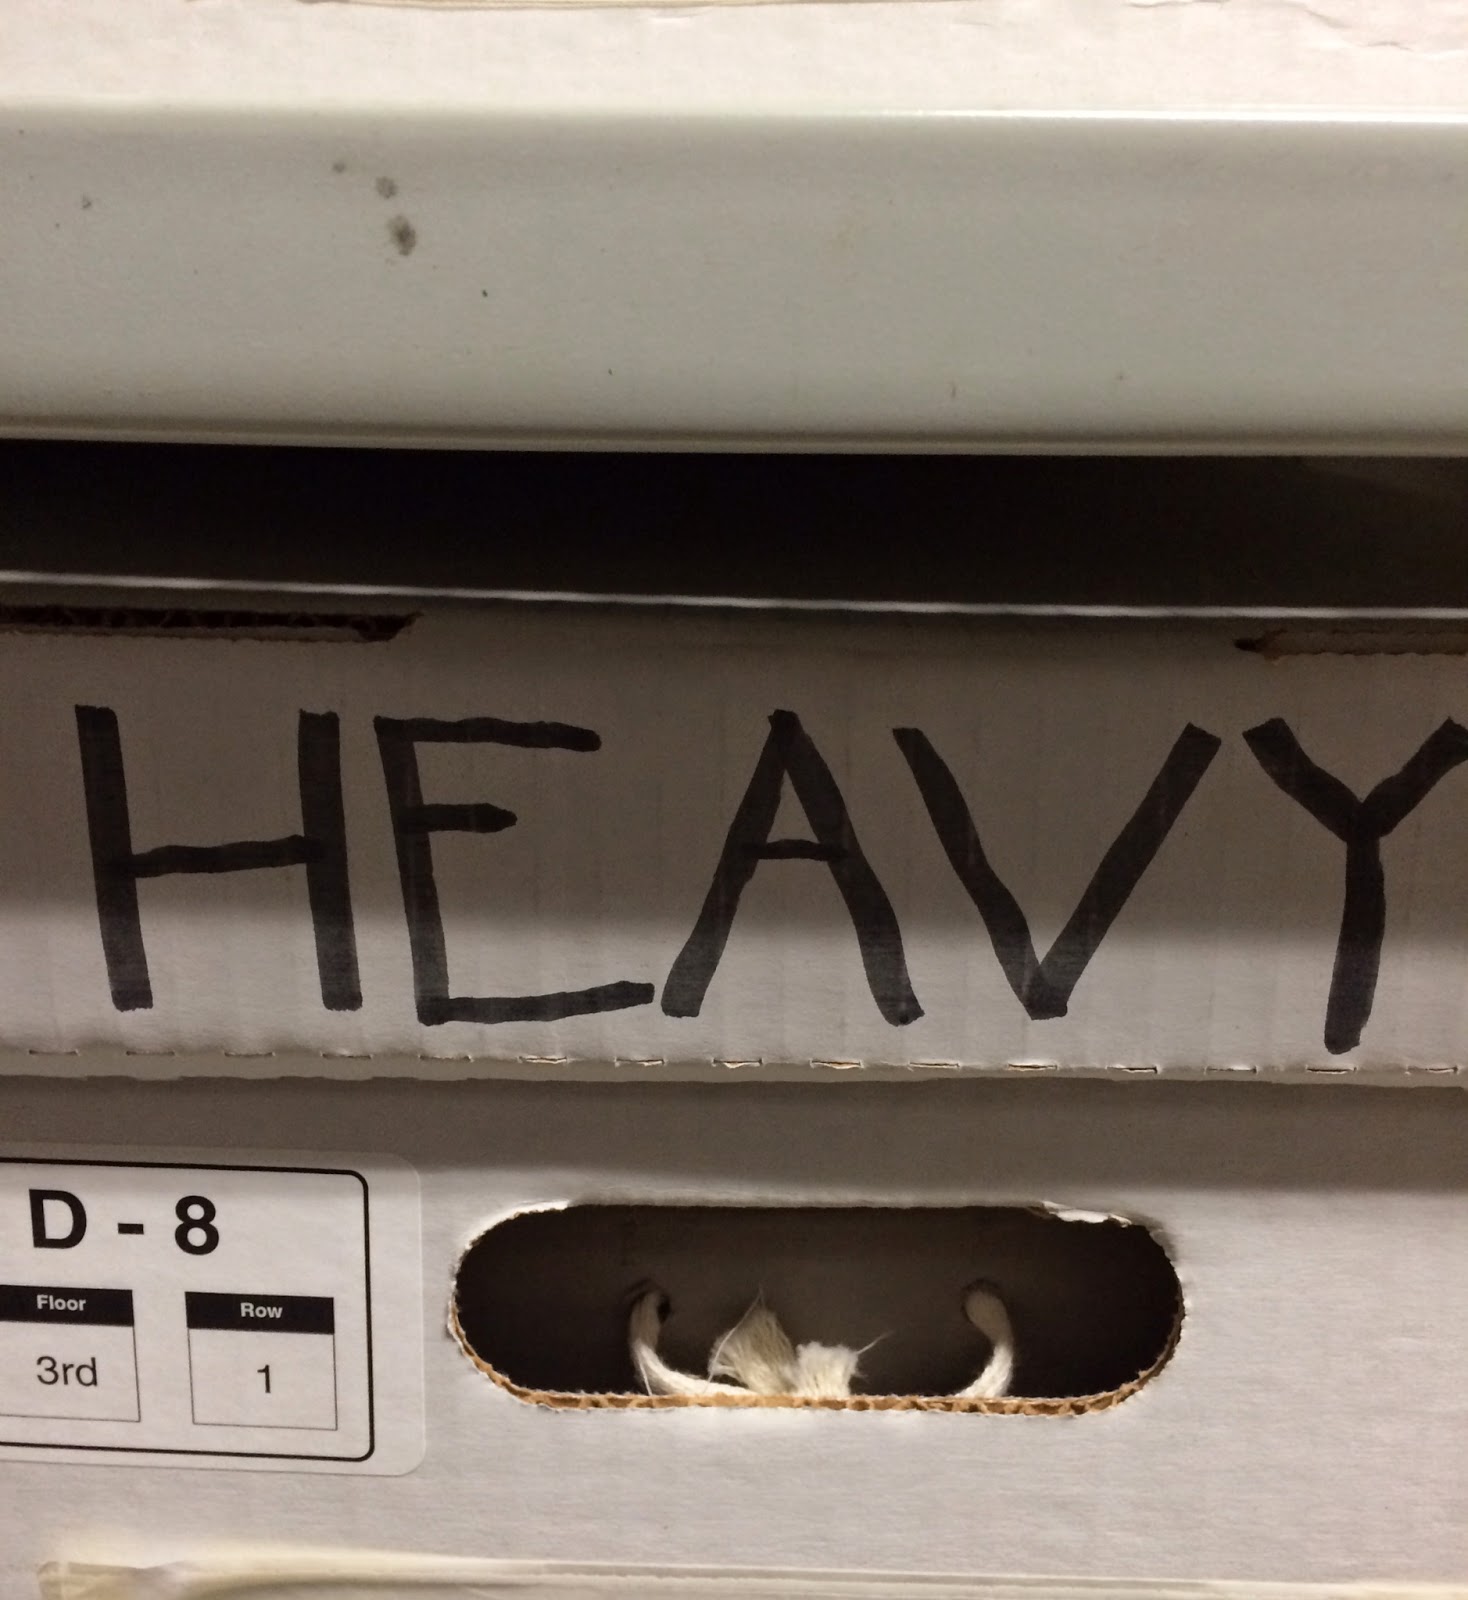 HEAVY
D - 8
Floor Row
3rd 1